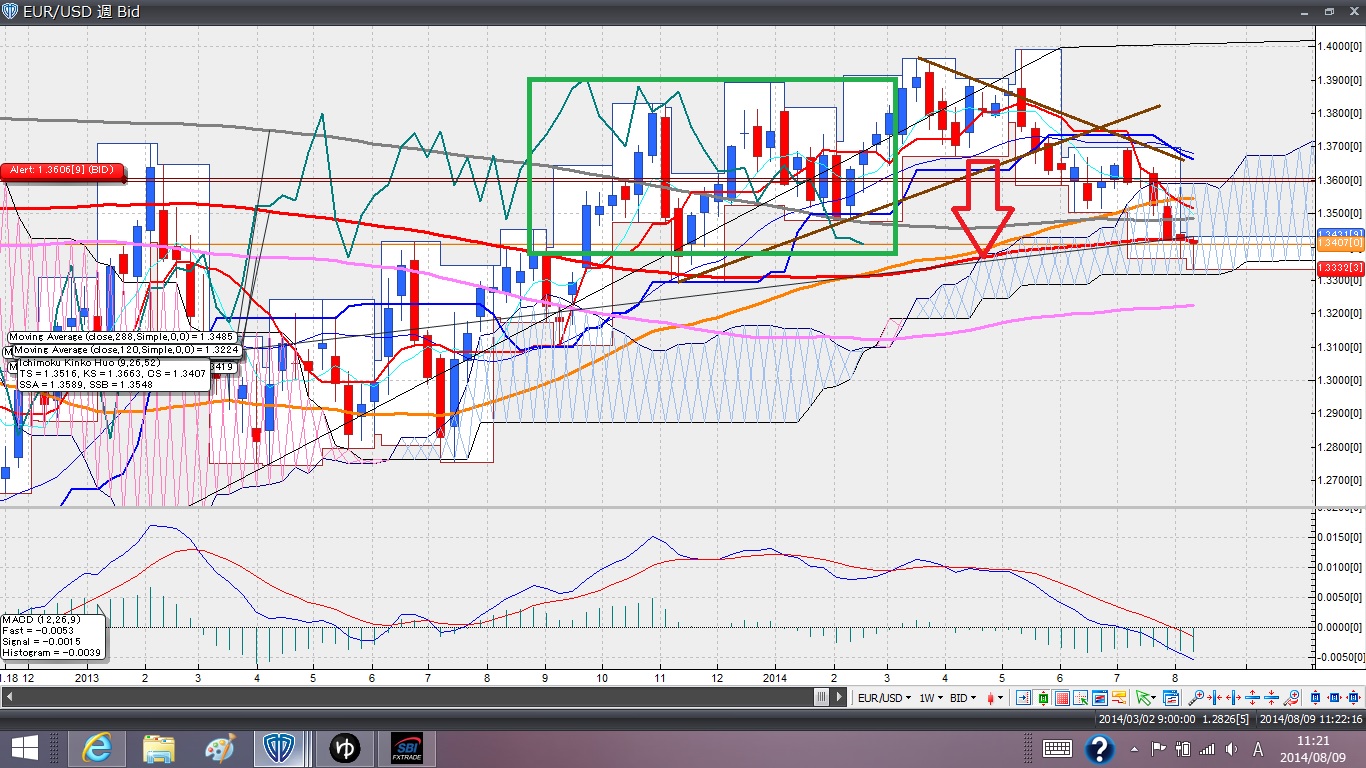 EUR/USD 週 Bid
Alert: 1.3606[9] (BID)
1.4000[0]
1.3900[0]
1.3800[0]
1.3700[0]
1.3600[0]
1.3500[0]
1.3431[9]
1.3407[0]
1.3332[3]
1.3300[0]
1.3200[0]
1.3100[0]
1.3000[0]
1.2900[0]
1.2800[0]
1.2700[0]
Moving Average (close,288,Simple,0,0) = 1.3485
Moving Average (close,120,Simple,0,0) = 1.3224
3419
Ichimoku Kinko Huo (9,26,52)
TS = 1.3516, KS = 1.3663, CS = 1.3407
SSA = 1.3589, SSB = 1.3548
0.0150[0]
0.0100[0]
0.0050[0]
0.0000[0]
-0.0050[0]
MACD (12,26,9)
Fast = -0.0053
Signal = -0.0015
Histogram = -0.0039
1.18 12 2013 2 3 4 5 6 7 8 9 10 11 12 2014 2 3 4 5 6 7 8
EUR/USD 1W BID
2014/03/02 9:00:00 1.2826[5] 2014/08/09 11:22:16
ゆ
SBI
FXTRADE
A
11:21
2014/08/09